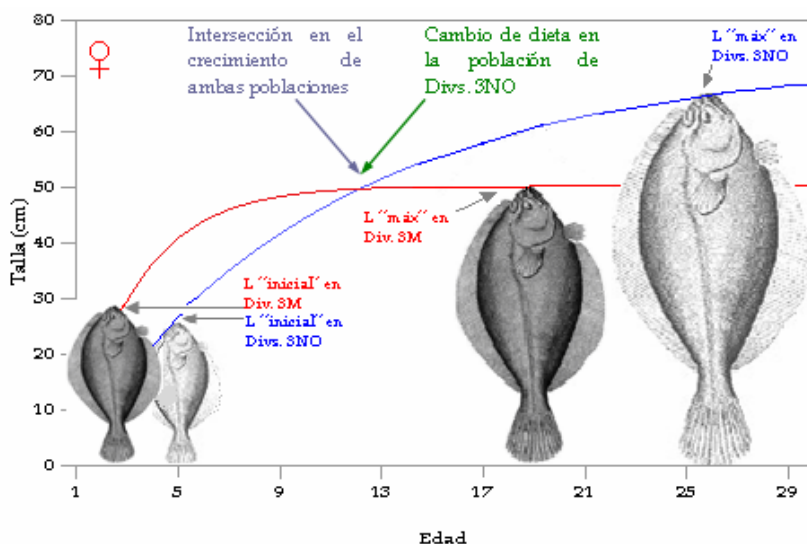 ♀
Intersección en el
crecimiento de
ambas poblaciones
Cambio de dieta en
la población de
Divs. 3NO
L "máx" en
Divs. 3NO
L "máx" en
Div. 3M
L "inicial" en
Div. 3M
L "inicial" en
Divs. 3NO
Talla (cm)
80
70
60
50
40
30
20
10
0
1 5 9 13 17 21 25 29
Edad